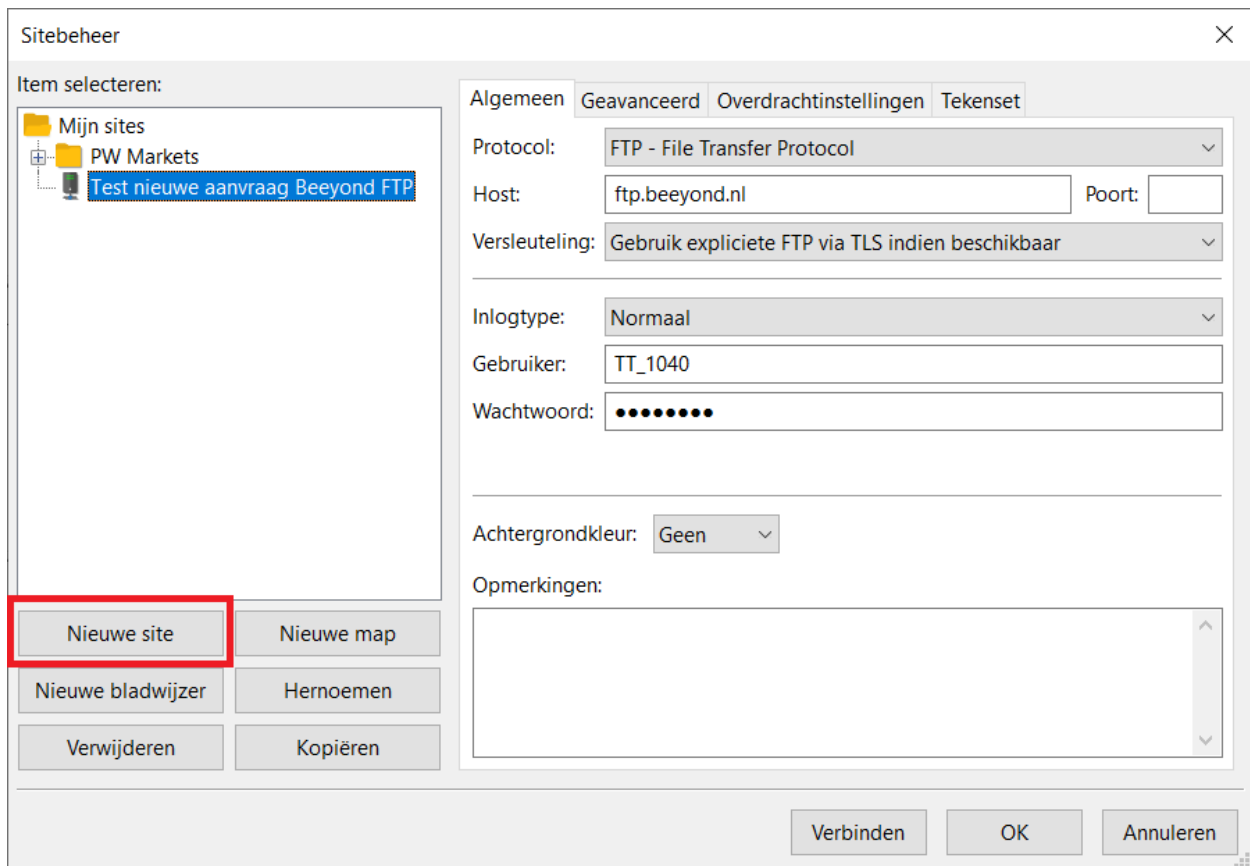 Sitebeheer
Item selecteren:
Mijn sites
PW Markets
Test nieuwe aanvraag Beeyond FTP
Nieuwe site
Nieuwe map
Nieuwe bladwijzer
Hernoemen
Verwijderen
Kopiëren
Algemeen Geavanceerd Overdrachtinstellingen Tekenset
Protocol: FTP - File Transfer Protocol
Host: ftp.beeyond.nl Poort:
Versleuteling: Gebruik expliciete FTP via TLS indien beschikbaar
Inlogtype: Normaal
Gebruiker: TT_1040
Wachtwoord: ●●●●●●●●
Achtergrondkleur: Geen
Opmerkingen:
Verbinden OK Annuleren